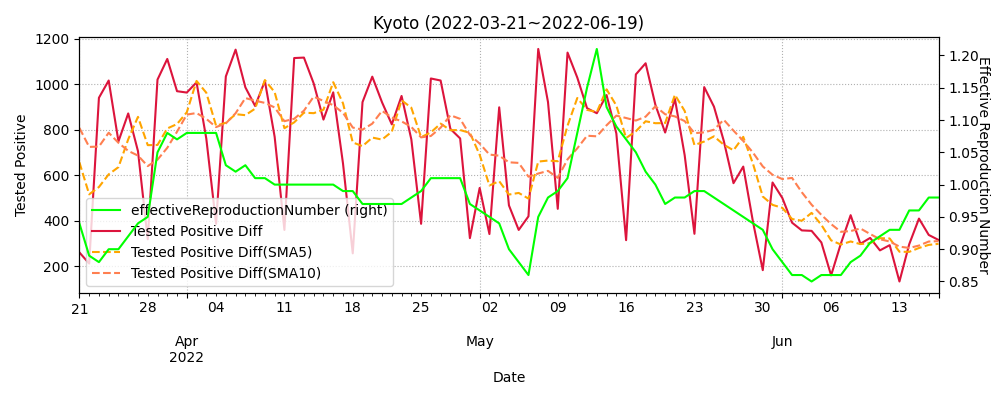 Kyoto (2022-03-21~2022-06-19)
Tested Positive
1200
1000
800
600
400
200
1.20
1.15
1.10
1.05
1.00
0.95
0.90
0.85
Effective Reproduction Number
effectiveReproductionNumber (right)
Tested Positive Diff
Tested Positive Diff(SMA5)
Tested Positive Diff(SMA10)
21 28 04 11 18 25 02 09 16 23 30 06 13
Apr May Jun
2022
Date